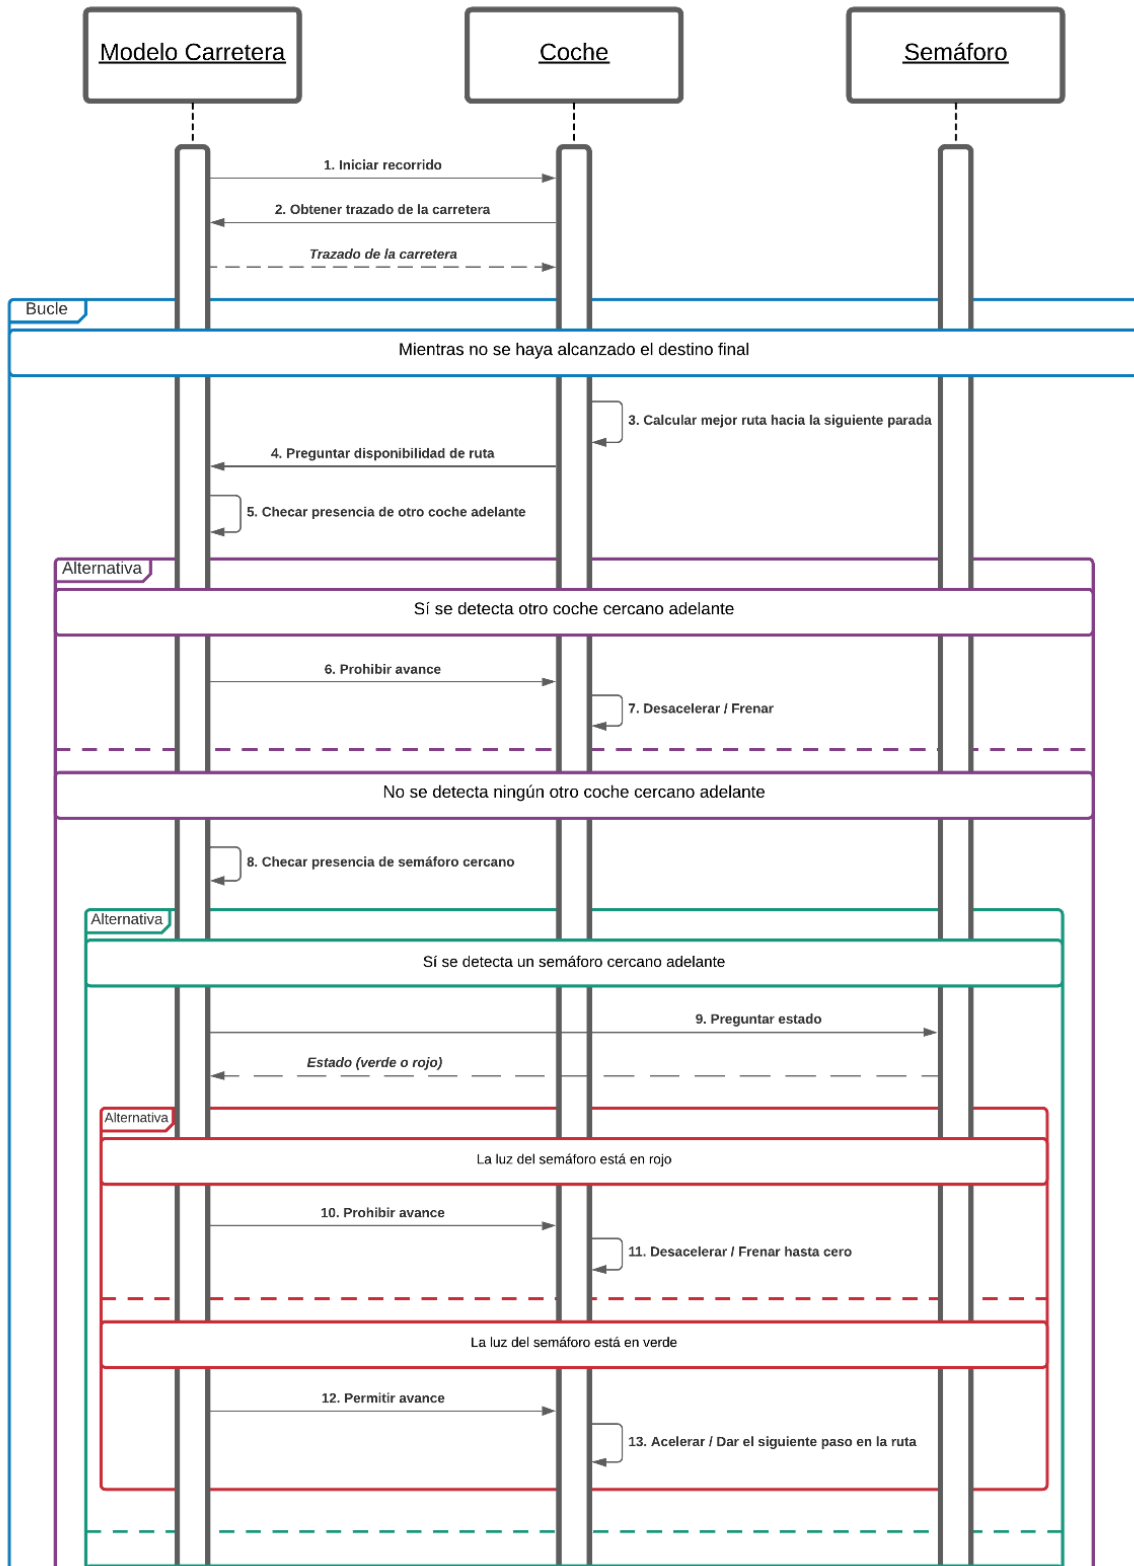 Modelo Carretera
Coche
Semáforo
1. Iniciar recorrido
2. Obtener trazado de la carretera
Trazado de la carretera
Bucle
Mientras no se haya alcanzado el destino final
3. Calcular mejor ruta hacia la siguiente parada
4. Preguntar disponibilidad de ruta
5. Checar presencia de otro coche adelante
Alternativa
Sí se detecta otro coche cercano adelante
6. Prohibir avance
7. Desacelerar / Frenar
No se detecta ningún otro coche cercano adelante
8. Checar presencia de semáforo cercano
Alternativa
Sí se detecta un semáforo cercano adelante
9. Preguntar estado
Estado (verde o rojo)
Alternativa
La luz del semáforo está en rojo
10. Prohibir avance
11. Desacelerar / Frenar hasta cero
La luz del semáforo está en verde
12. Permitir avance
13. Acelerar / Dar el siguiente paso en la ruta